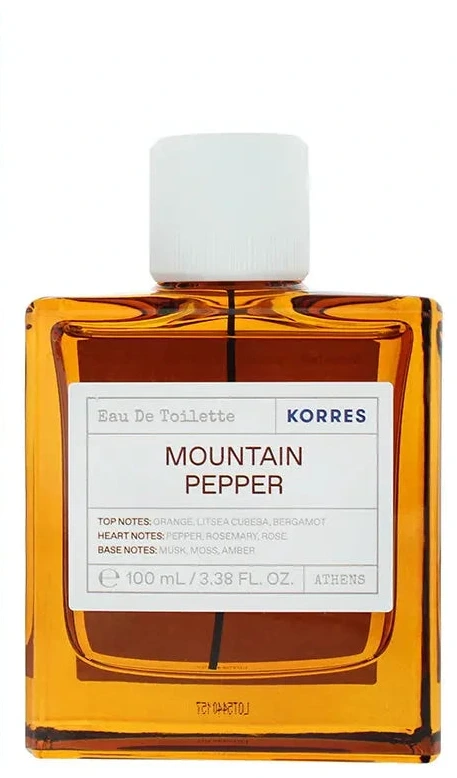 Eau De Toilette
KORRES
MOUNTAIN
PEPPER
TOP NOTES: ORANGE, LITSEA CUBEBA, BERGAMOT
HEART NOTES: PEPPER, ROSEMARY, ROSE
BASE NOTES: MUSK, MOSS, AMBER
℮ 100 mL / 3.38 FL. OZ.
ATHENS